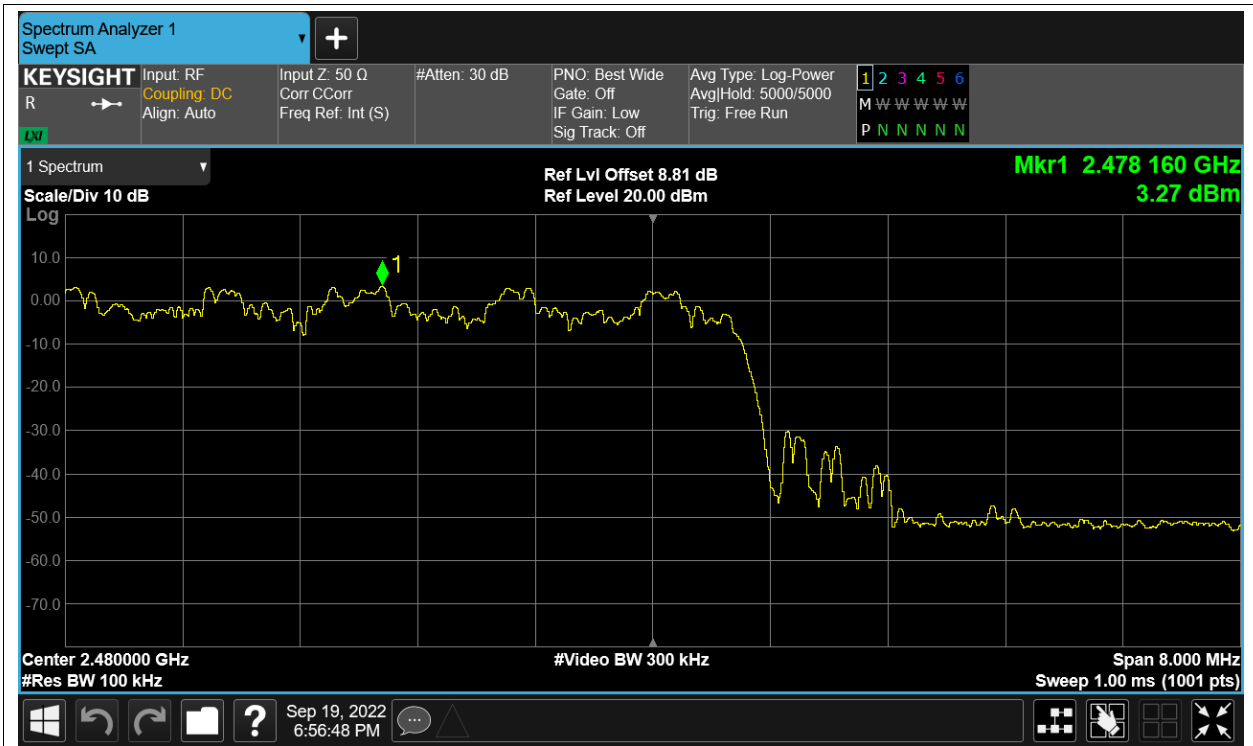 Spectrum Analyzer 1
Swept SA
KEYSIGHT
R
LXI
Input: RF
Coupling: DC
Align: Auto
Input Z: 50 Ω
Corr CCorr
Freq Ref: Int (S)
#Atten: 30 dB
PNO: Best Wide
Gate: Off
IF Gain: Low
Sig Track: Off
Avg Type: Log-Power
Avg|Hold: 5000/5000
Trig: Free Run
1 2 3 4 5 6
M W W W W W
P N N N N N
1 Spectrum
Scale/Div 10 dB
Log
Ref Lvl Offset 8.81 dB
Ref Level 20.00 dBm
Mkr1 2.478 160 GHz
3.27 dBm
1
10.0
0.00
-10.0
-20.0
-30.0
-40.0
-50.0
-60.0
-70.0
Center 2.480000 GHz
#Video BW 300 kHz
Span 8.000 MHz
#Res BW 100 kHz
Sweep 1.00 ms (1001 pts)
?
Sep 19, 2022
6:56:48 PM